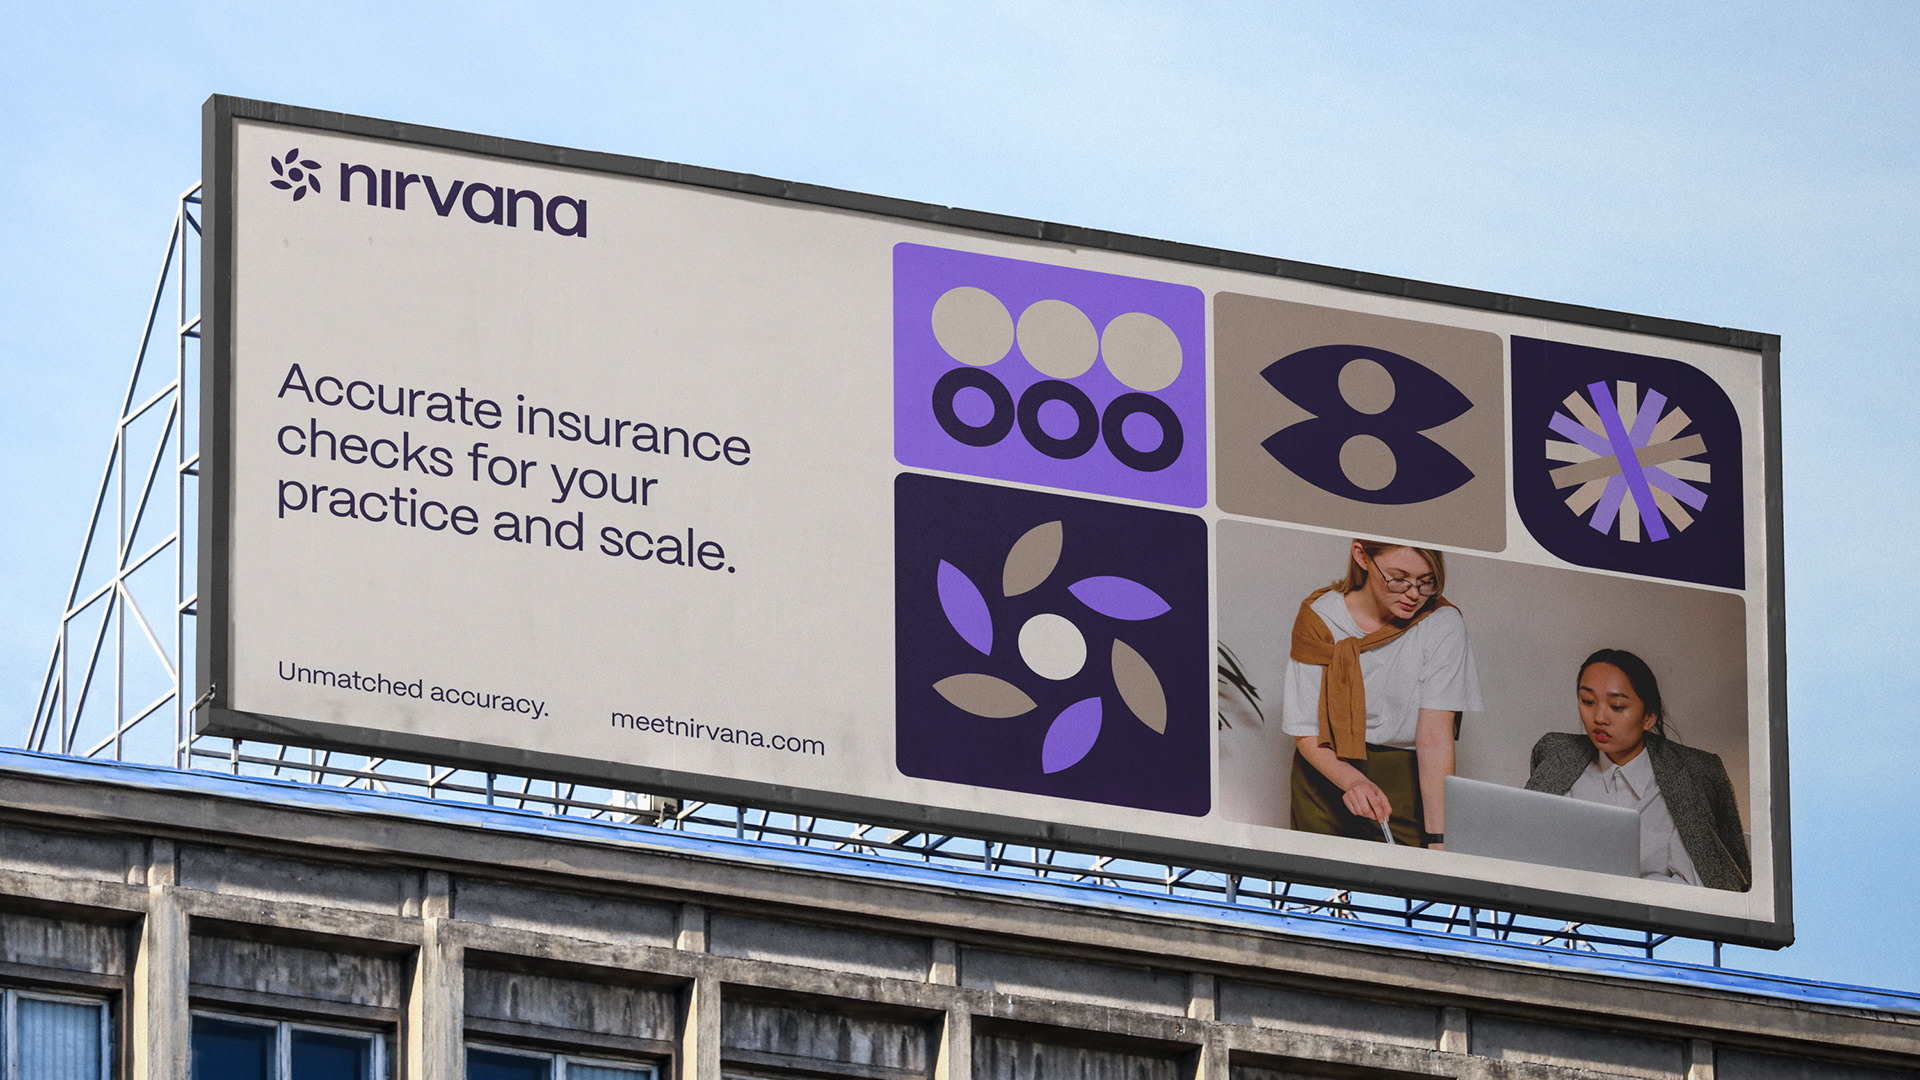 nirvana
Accurate insurance
checks for your
practice and scale.
Unmatched accuracy.
meetnirvana.com